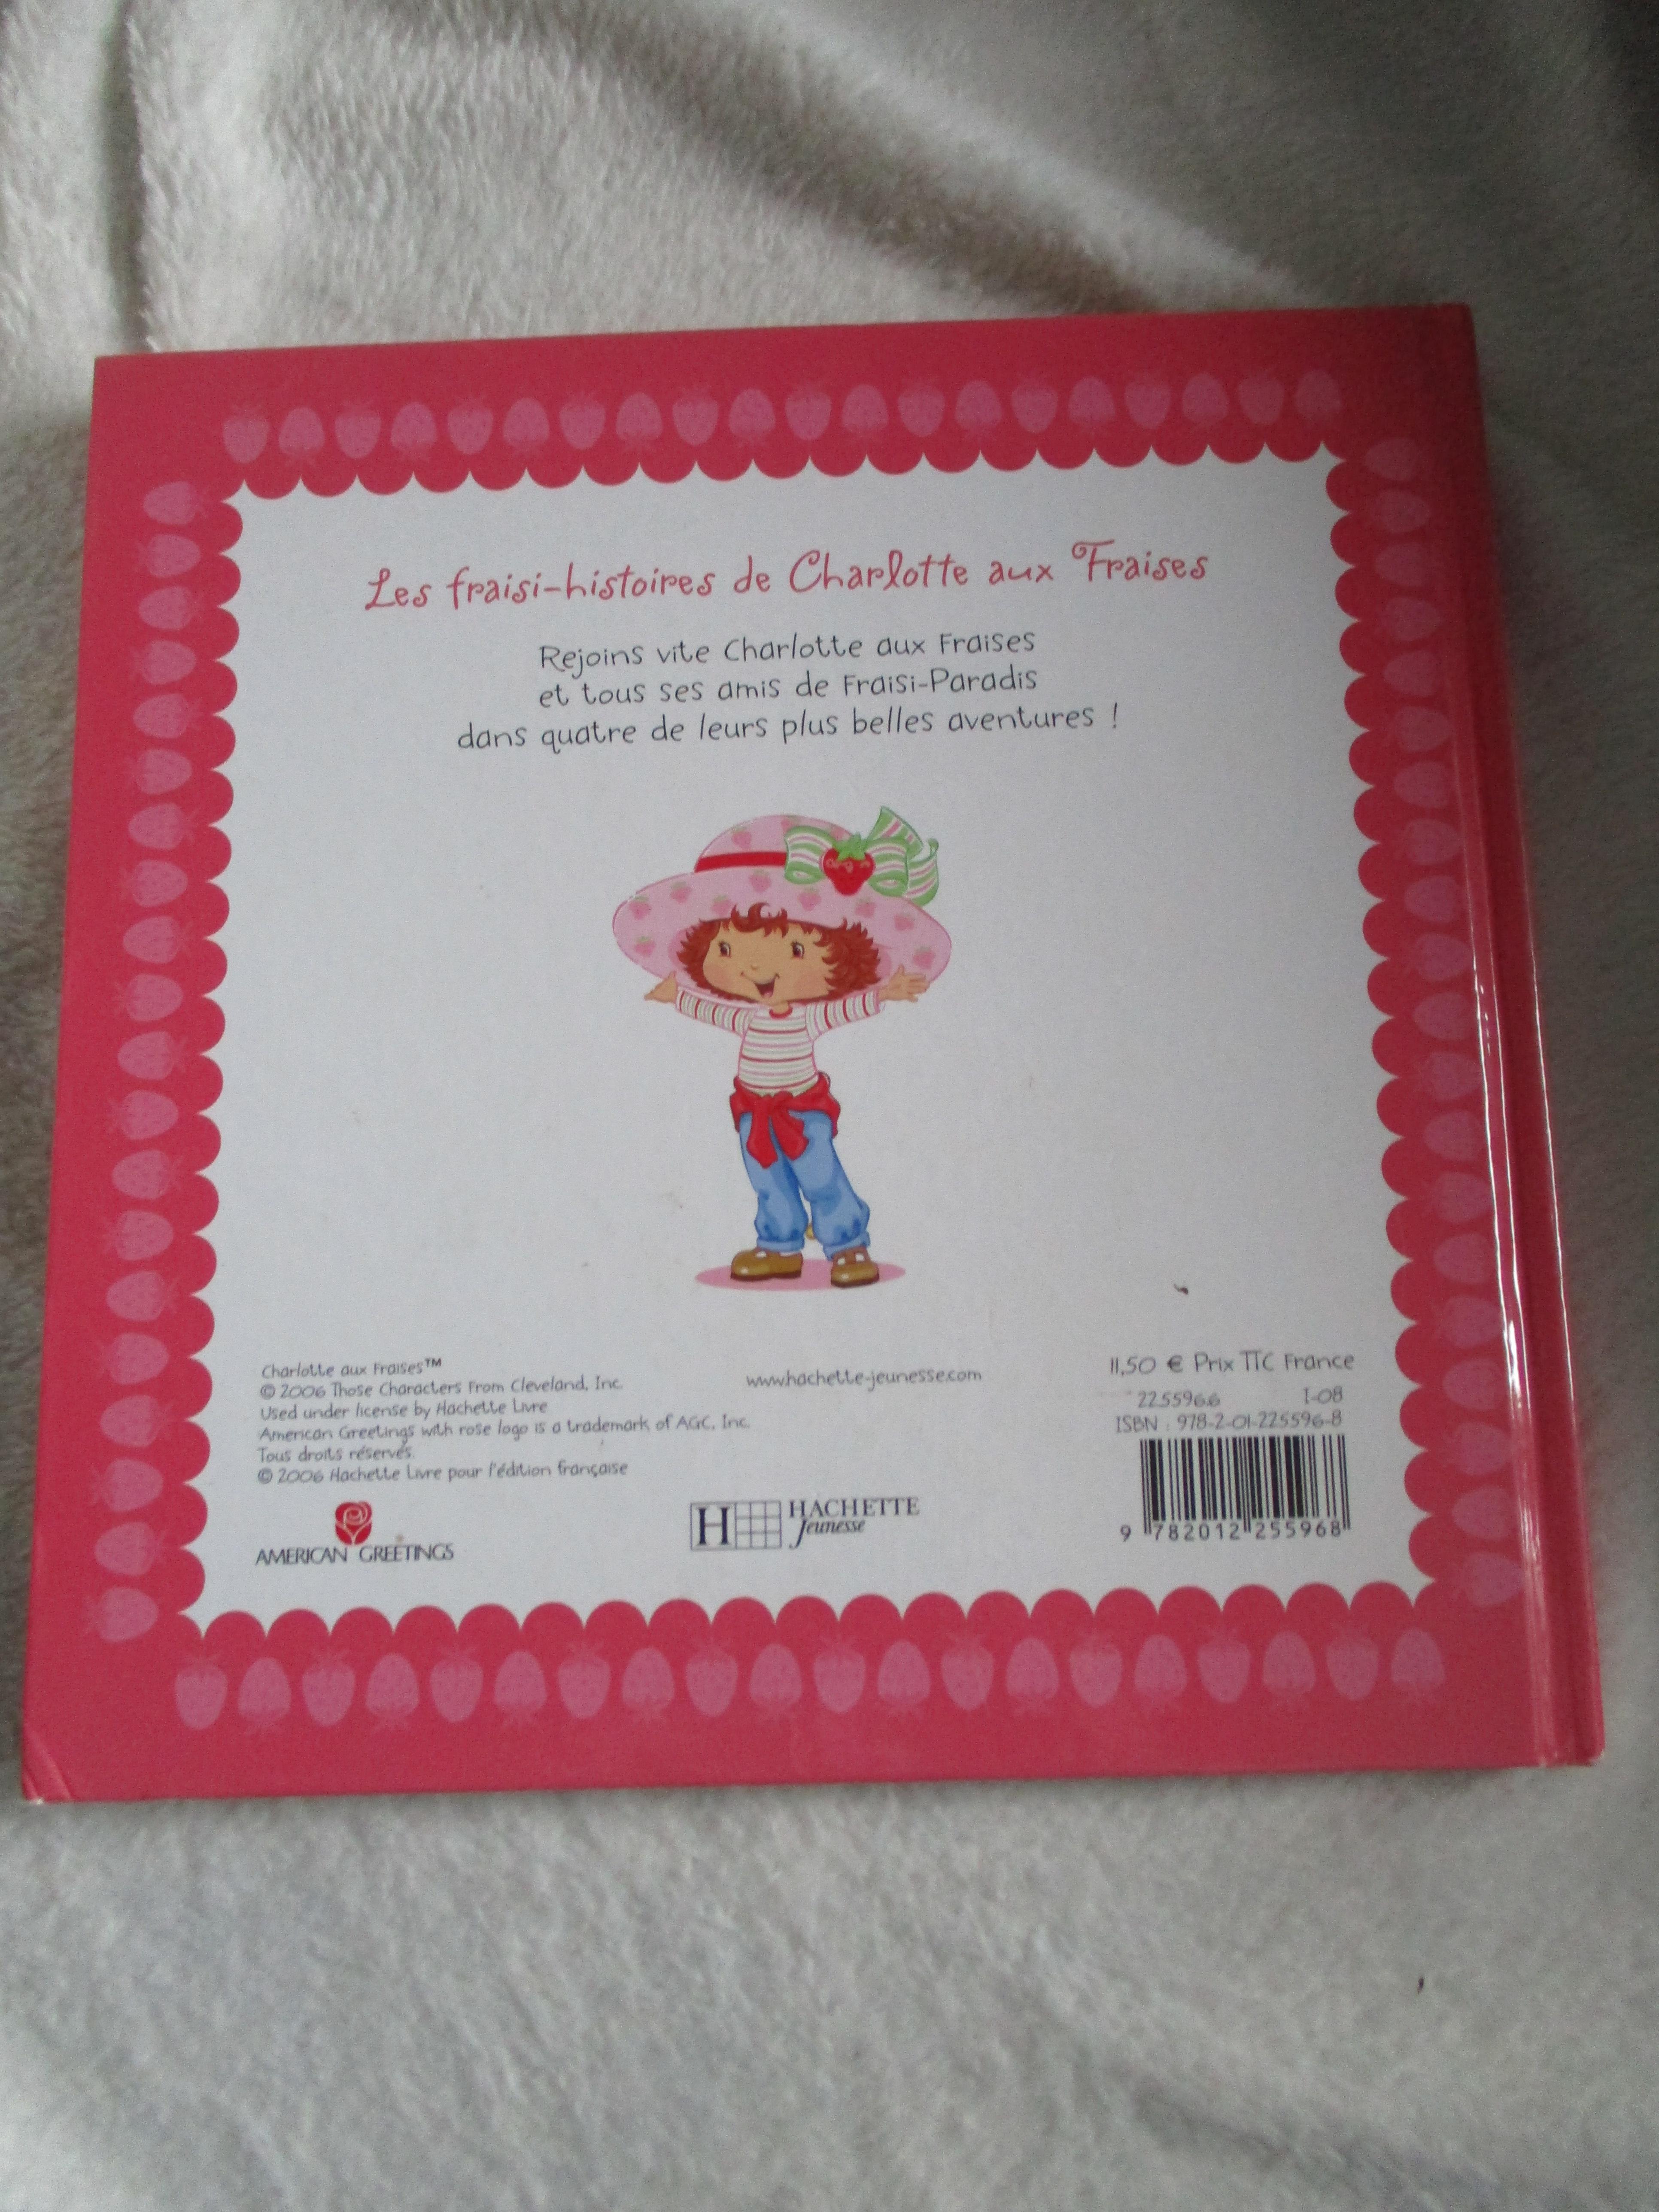 Les fraisi-histoires de Charlotte aux Fraises
Rejoins vite Charlotte aux Fraises
et tous ses amis de Fraisi-Paradis
dans quatre de leurs plus belles aventures !
Charlotte aux Fraises™
© 2006 Those Characters From Cleveland, Inc.
Used under license by Hachette Livre
American Greetings with rose logo is a trademark of AGC, Inc.
Tous droits réservés.
© 2006 Hachette Livre pour l'édition française
AMERICAN GREETINGS
www.hachette-jeunesse.com
H HACHETTE
Jeunesse
11,50 € Prix TTC France
22.5596.6 1-08
ISBN : 978-2-01-225596-8
9 782012 255968